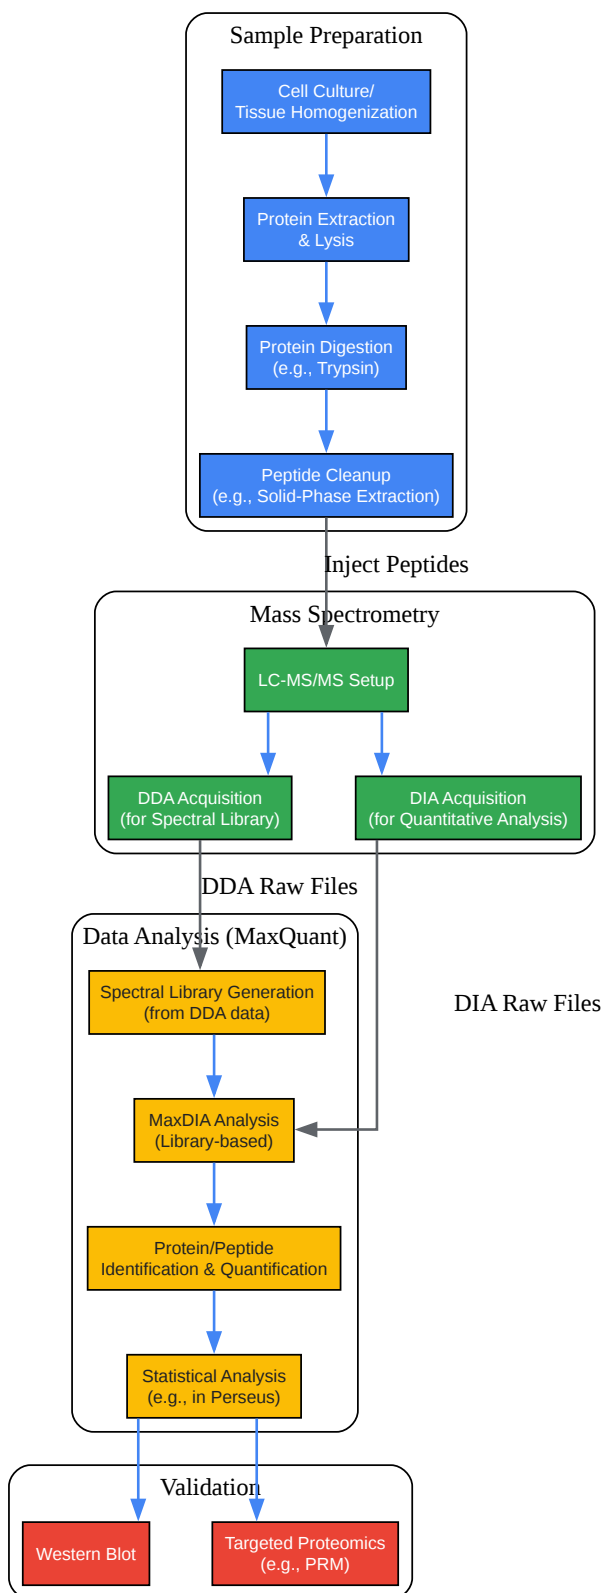 Sample Preparation
Cell Culture/
Tissue Homogenization
Protein Extraction
& Lysis
Protein Digestion
(e.g., Trypsin)
Peptide Cleanup
(e.g., Solid-Phase Extraction)
Inject Peptides
Mass Spectrometry
LC-MS/MS Setup
DDA Acquisition
(for Spectral Library)
DIA Acquisition
(for Quantitative Analysis)
DDA Raw Files
Data Analysis (MaxQuant)
Spectral Library Generation
(from DDA data)
DIA Raw Files
MaxDIA Analysis
(Library-based)
Protein/Peptide
Identification & Quantification
Statistical Analysis
(e.g., in Perseus)
Validation
Western Blot
Targeted Proteomics
(e.g., PRM)